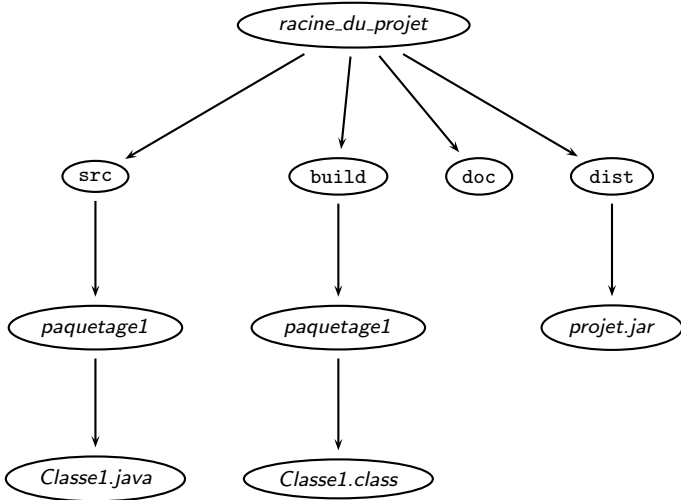 racine_du_projet
src
build
doc
dist
paquetage1
paquetage1
projet.jar
Classe1.java
Classe1.class